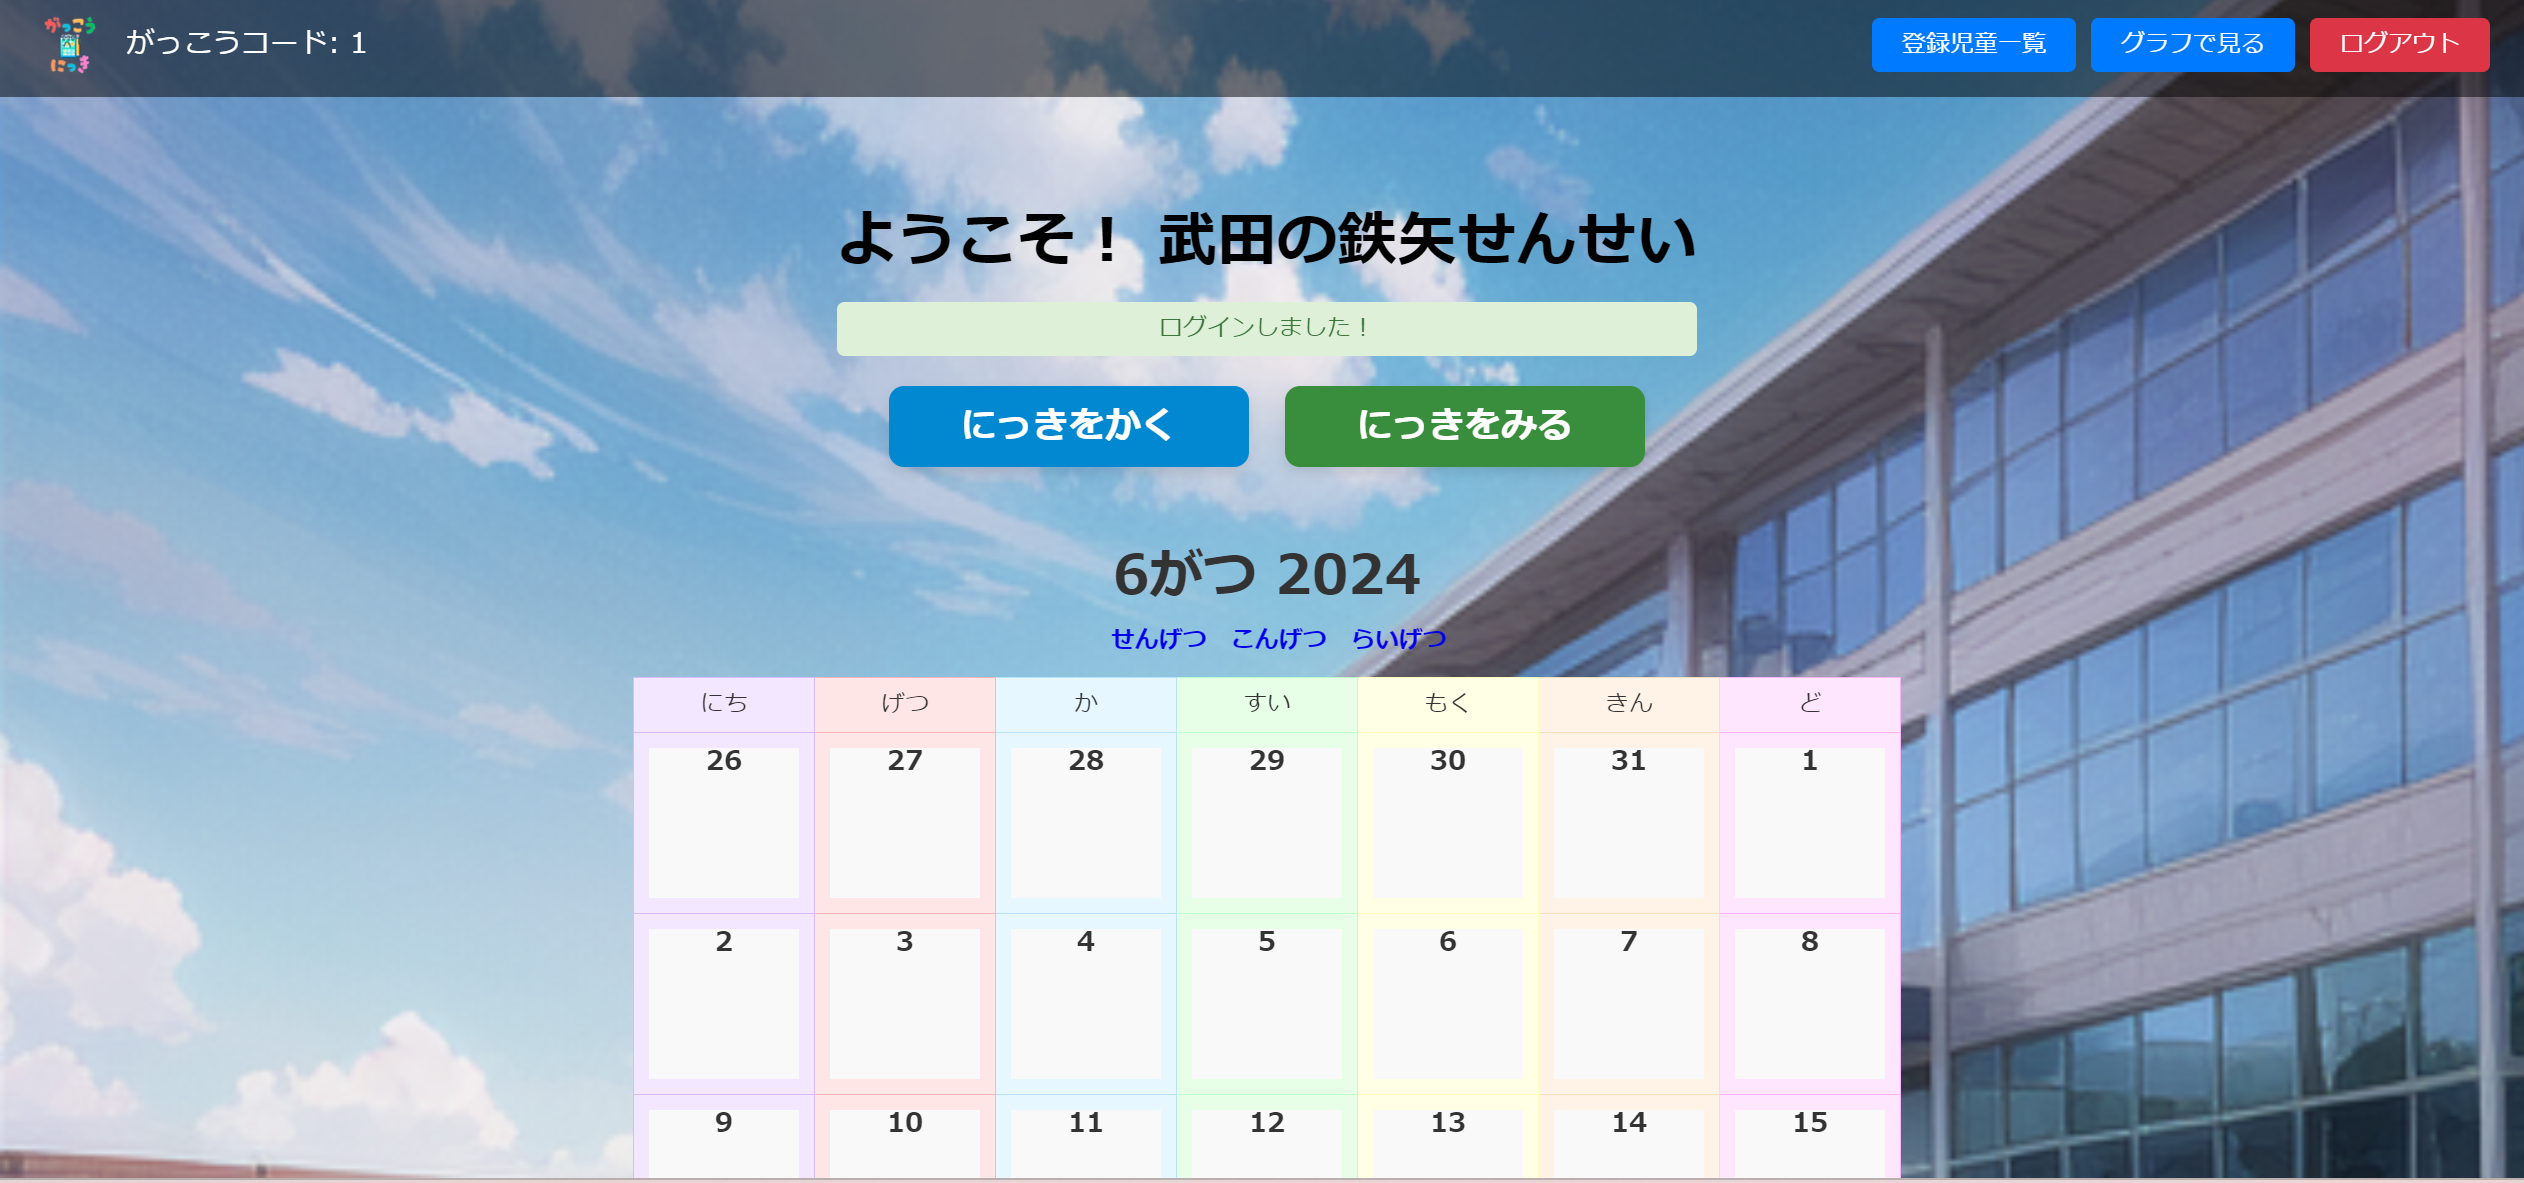 がっこう
にっき
がっこうコード: 1
登録児童一覧
グラフで見る
ログアウト
ようこそ！ 武田の鉄矢せんせい
ログインしました！
にっきをかく
にっきをみる
6がつ 2024
せんげつ こんげつ らいげつ
にち げつ か すい もく きん ど
26 27 28 29 30 31 1
2 3 4 5 6 7 8
9 10 11 12 13 14 15